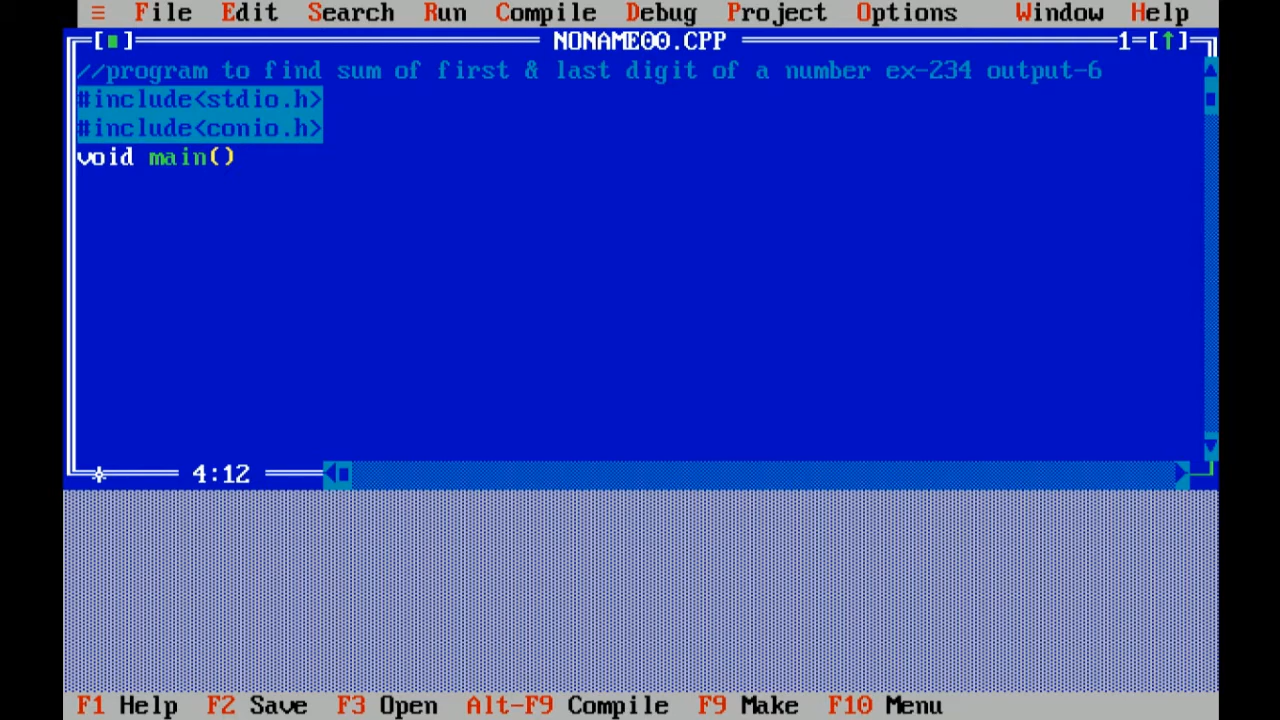 ≡ File Edit Search Run Compile Debug Project Options Window Help
[■] NONAME00.CPP 1=[↑]
//program to find sum of first & last digit of a number ex-234 output-6
#include<stdio.h>
#include<conio.h>
void main()
4:12
F1 Help F2 Save F3 Open Alt-F9 Compile F9 Make F10 Menu